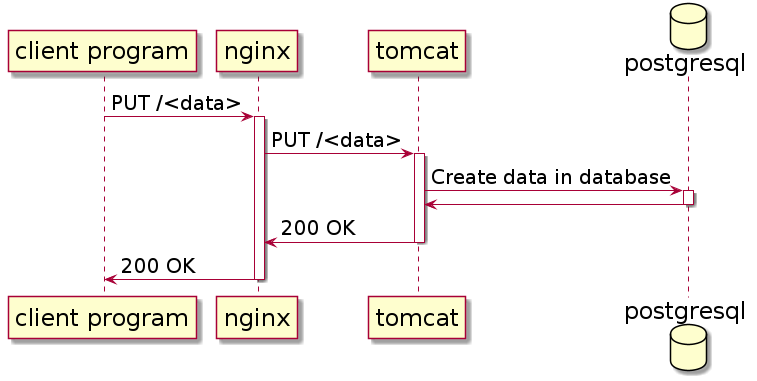 client program
nginx
tomcat
postgresql
PUT /<data>
PUT /<data>
Create data in database
200 OK
200 OK
client program
nginx
tomcat
postgresql